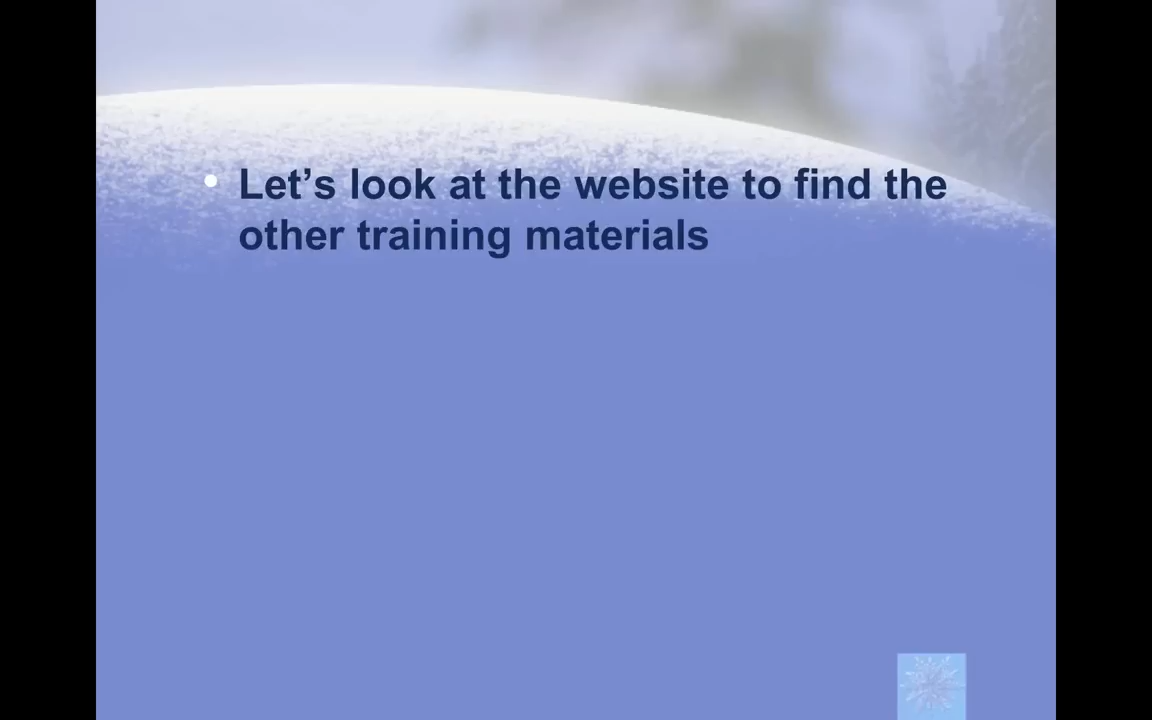 • Let’s look at the website to find the
other training materials